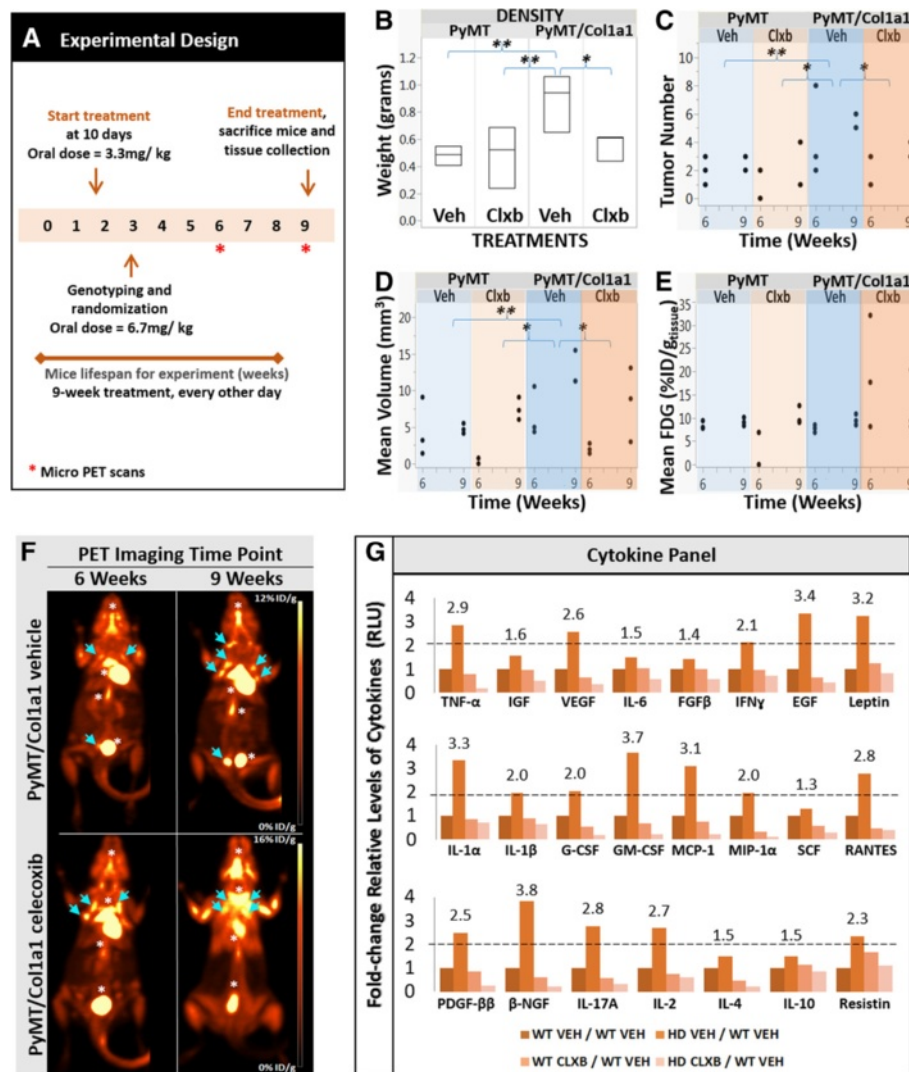 A Experimental Design
Start treatment
at 10 days
Oral dose = 3.3mg/ kg
End treatment,
sacrifice mice and
tissue collection
0 1 2 3 4 5 6 7 8 9
* *
Genotyping and
randomization
Oral dose = 6.7mg/ kg
Mice lifespan for experiment (weeks)
9-week treatment, every other day
* Micro PET scans
B DENSITY
PyMT PyMT/Col1a1
Weight (grams)
1.2
1.0
0.8
0.6
0.4
0.2
0.0
**
** *
Veh Clxb Veh Clxb
TREATMENTS
C PyMT PyMT/Col1a1
Veh Clxb Veh Clxb
Tumor Number
10
8
6
4
2
0
**
* *
6 9 6 9 6 9 6 9
Time (Weeks)
D PyMT PyMT/Col1a1
Veh Clxb Veh Clxb
Mean Volume (mm³)
20
15
10
5
0
**
* *
6 9 6 9 6 9 6 9
Time (Weeks)
E PyMT PyMT/Col1a1
Veh Clxb Veh Clxb
Mean FDG (%ID/g tissue)
35
30
25
20
15
10
5
0
6 9 6 9 6 9 6 9
Time (Weeks)
F PET Imaging Time Point
6 Weeks 9 Weeks
PyMT/Col1a1 vehicle
12% ID/g
0% ID/g
PyMT/Col1a1 celecoxib
16% ID/g
0% ID/g
G Cytokine Panel
Fold-change Relative Levels of Cytokines (RLU)
4
3
2
1
0
2.9 1.6 2.6 1.5 1.4 2.1 3.4 3.2
TNF-α IGF VEGF IL-6 FGFβ IFNγ EGF Leptin
4
3
2
1
0
3.3 2.0 2.0 3.7 3.1 2.0 1.3 2.8
IL-1α IL-1β G-CSF GM-CSF MCP-1 MIP-1α SCF RANTES
4
3
2
1
0
2.5 3.8 2.8 2.7 1.5 1.5 2.3
PDGF-ββ β-NGF IL-17A IL-2 IL-4 IL-10 Resistin
WT VEH / WT VEH HD VEH / WT VEH
WT CLXB / WT VEH HD CLXB / WT VEH